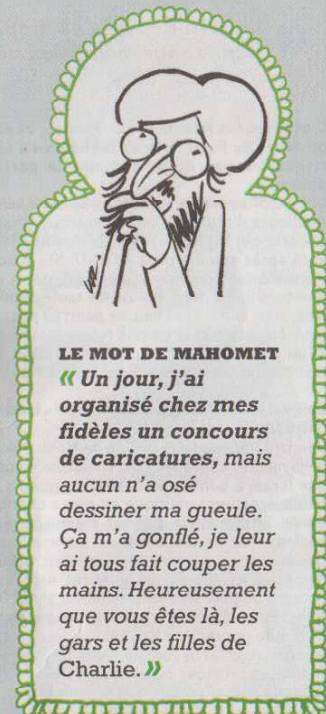 LE MOT DE MAHOMET
« Un jour, j'ai
organisé chez mes
fidèles un concours
de caricatures, mais
aucun n'a osé
dessiner ma gueule.
Ça m'a gonflé, je leur
ai tous fait couper les
mains. Heureusement
que vous êtes là, les
gars et les filles de
Charlie. »